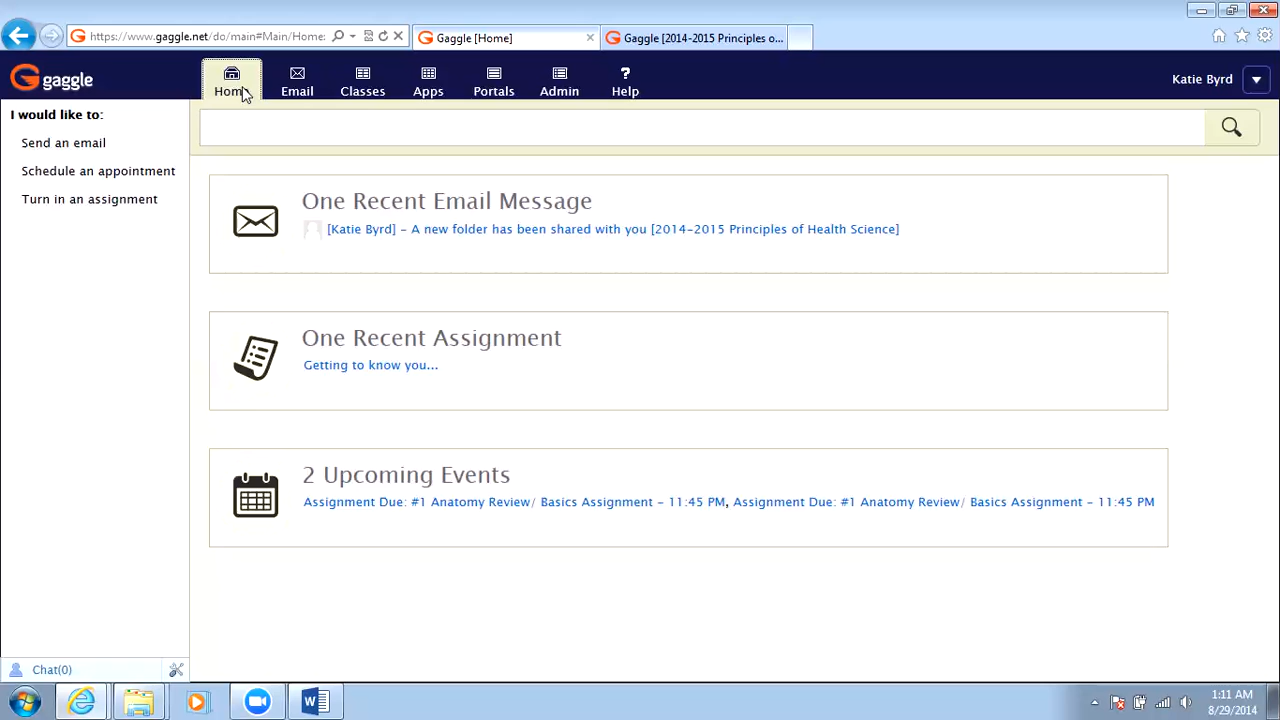 https://www.gaggle.net/do/main#Main/Home:
Gaggle [Home]
Gaggle [2014-2015 Principles o...
gaggle
Home
Email
Classes
Apps
Portals
Admin
Help
Katie Byrd
I would like to:
Send an email
Schedule an appointment
Turn in an assignment
One Recent Email Message
[Katie Byrd] - A new folder has been shared with you [2014-2015 Principles of Health Science]
One Recent Assignment
Getting to know you...
2 Upcoming Events
Assignment Due: #1 Anatomy Review/ Basics Assignment - 11:45 PM, Assignment Due: #1 Anatomy Review/ Basics Assignment - 11:45 PM
Chat(0)
1:11 AM
8/29/2014